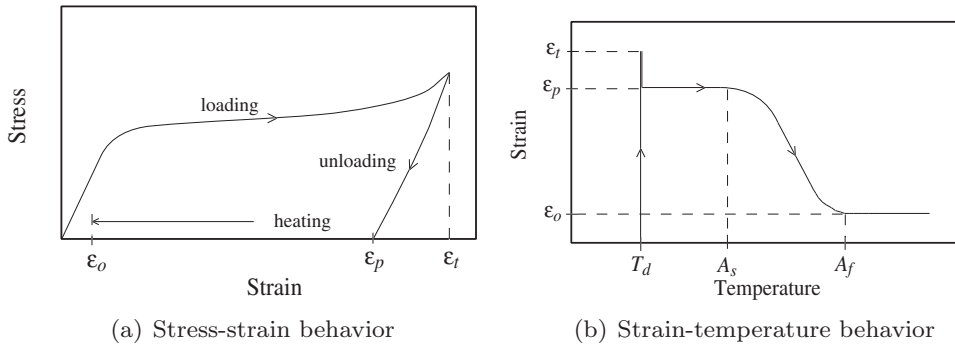 Stress
loading
unloading
heating
ε_o
ε_p
ε_t
Strain
(a) Stress-strain behavior
Strain
ε_t
ε_p
ε_o
T_d
A_s
A_f
Temperature
(b) Strain-temperature behavior